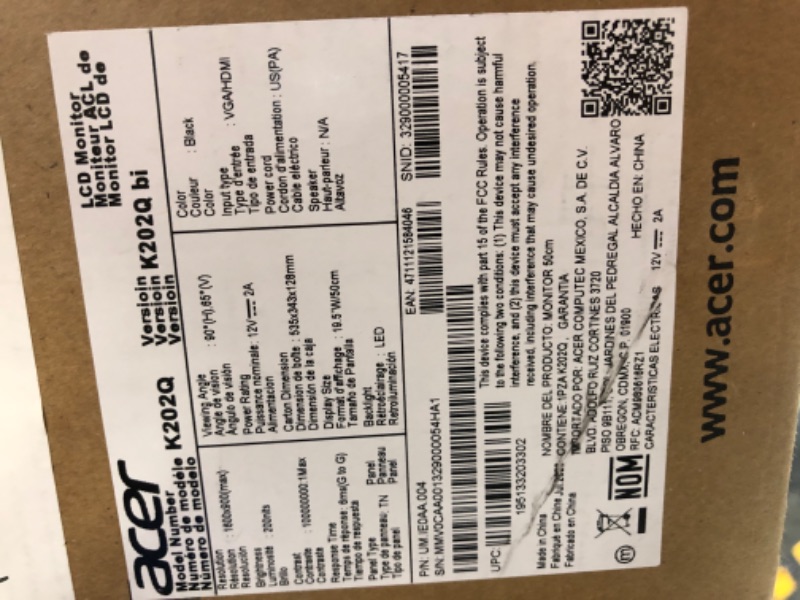 acer
LCD Monitor
Moniteur ACL de
Monitor LCD de
Model Number
Numéro de modèle
Número de modelo
K202Q
Versioin
Versioin
Versioin
K202Q bi
Resolution
Résolution
Resolución
: 1600x900(max)
Brightness
Luminosité
Brillo
: 200nits
Contrast
Contraste
Contraste
: 100000000:1Max
Response Time
Temps de réponse
Tiempo de respuesta
: 6ms(G to G)
Panel Type
Type de panneau
Tipo de panel
: TN
Panel
Panneau
Panel
Viewing Angle
Angle de vision
Ángulo de visión
: 90°(H),65°(V)
Power Rating
Puissance nominale
Alimentación
: 12V 2A
Carton Dimension
Dimension de boîte
Dimensión de la caja
: 535x343x128mm
Display Size
Format d'affichage
Tamaño de Pantalla
: 19.5"W/50cm
Backlight
Rétroéclairage
Retroiluminación
: LED
Color
Couleur
Color
: Black
Input type
Type d'entrée
Tipo de entrada
: VGA/HDMI
Power cord
Cordon d'alimentation
Cable eléctrico
: US(PA)
Speaker
Haut-parleur
Altavoz
: N/A
P/N: UM.IE0AA.004
EAN: 4711121584046
SNID: 329000005417
S/N: MMV0CAA001329000054HA1
UPC:
195133203302
This device complies with part 15 of the FCC Rules. Operation is subject
to the following two conditions: (1) This device may not cause harmful
interference, and (2) this device must accept any interference
received, including interference that may cause undesired operation.
Made in China
Fabriqué en Chine
Fabricado en China
NOM
NOMBRE DEL PRODUCTO: MONITOR 50cm
CONTIENE:1PZA K202Q , GARANTIA
IMPORTADO POR: ACER COMPUTEC MEXICO, S.A. DE C.V.
BLVD. ADOLFO RUIZ CORTINES 3720
PISO 9B111, JARDINES DEL PEDREGAL ALCALDIA ALVARO
OBREGON, CDMX, C.P. 01900
RFC: HECHO EN: CHINA
CARACTERISTICAS ELECTRICAS 12V 2A
www.acer.com